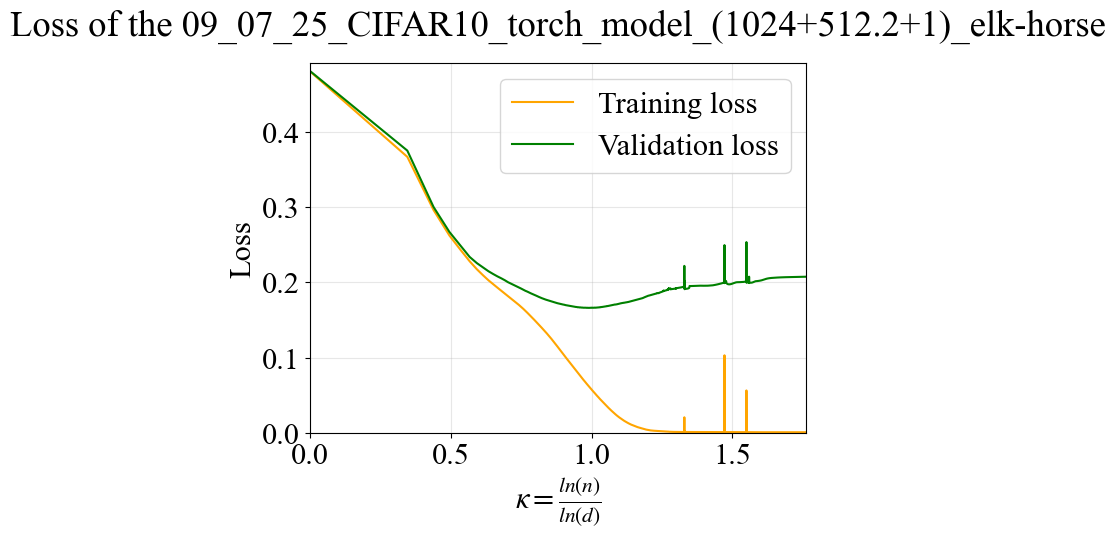 Loss of the 09_07_25_CIFAR10_torch_model_(1024+512.2+1)_elk-horse
Training loss
Validation loss
Loss
0.4
0.3
0.2
0.1
0.0
0.0 0.5 1.0 1.5
κ = ln(n)/ln(d)